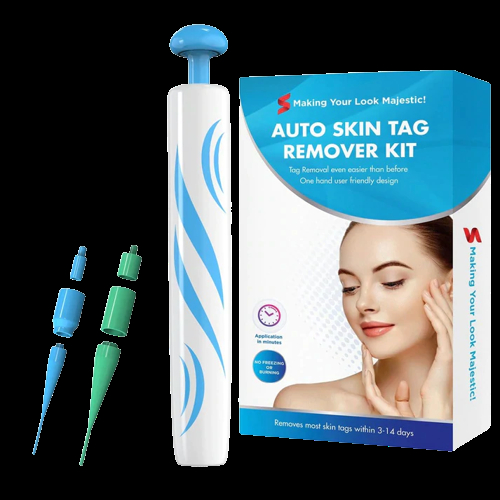 Making Your Look Majestic!
AUTO SKIN TAG
REMOVER KIT
Tag Removal even easier than before
One hand user friendly design
Application
in minutes
NO FREEZING
OR
BURNING
Removes most skin tags within 3-14 days
Making Your Look Majestic!